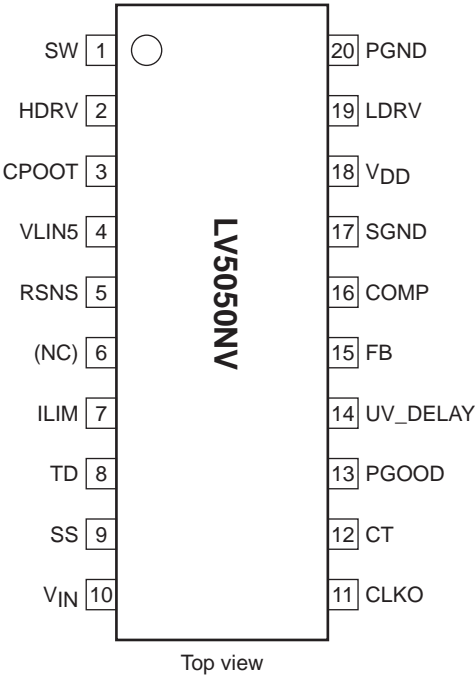 SW 1 20 PGND
HDRV 2 19 LDRV
CPOOT 3 18 VDD
VLIN5 4 17 SGND
RSNS 5 16 COMP
(NC) 6 15 FB
ILIM 7 14 UV_DELAY
TD 8 13 PGOOD
SS 9 12 CT
VIN 10 11 CLKO
LV5050NV
Top view